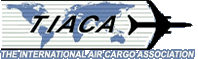 TIACA
THE INTERNATIONAL AIR CARGO ASSOCIATION